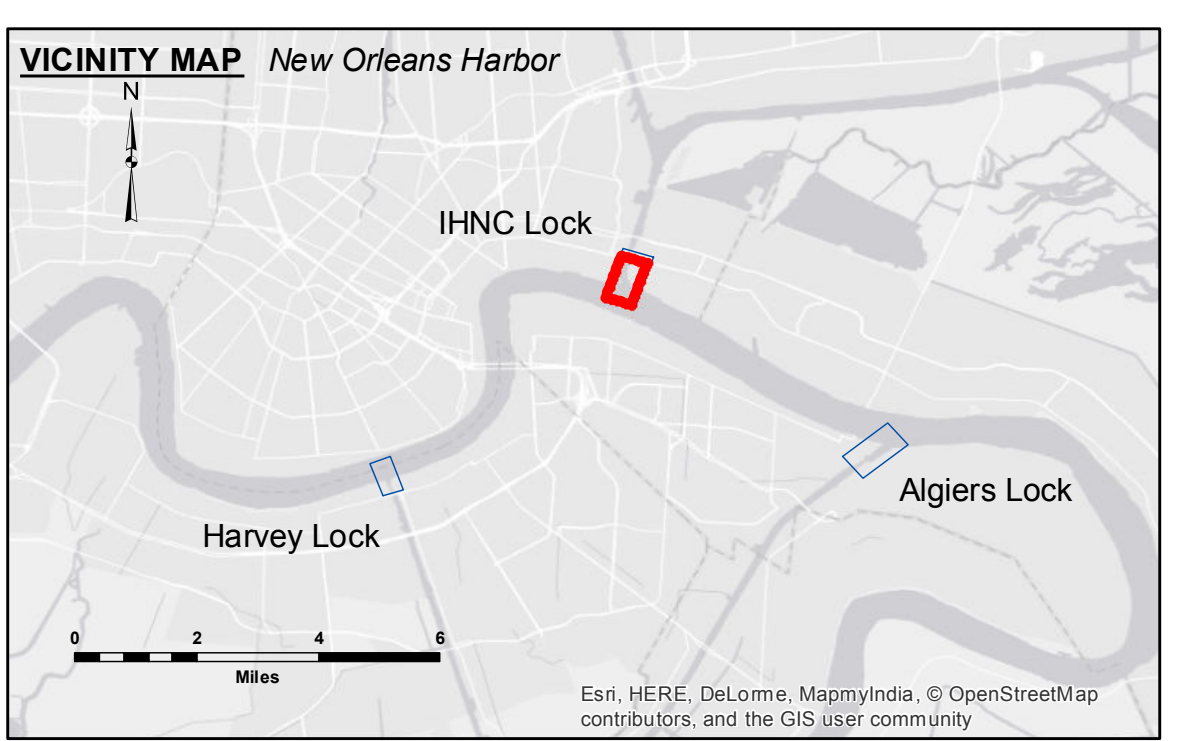 VICINITY MAP New Orleans Harbor
N
IHNC Lock
Algiers Lock
Harvey Lock
0 2 4 6
Miles
Esri, HERE, DeLorme, MapmyIndia, © OpenStreetMap
contributors, and the GIS user community